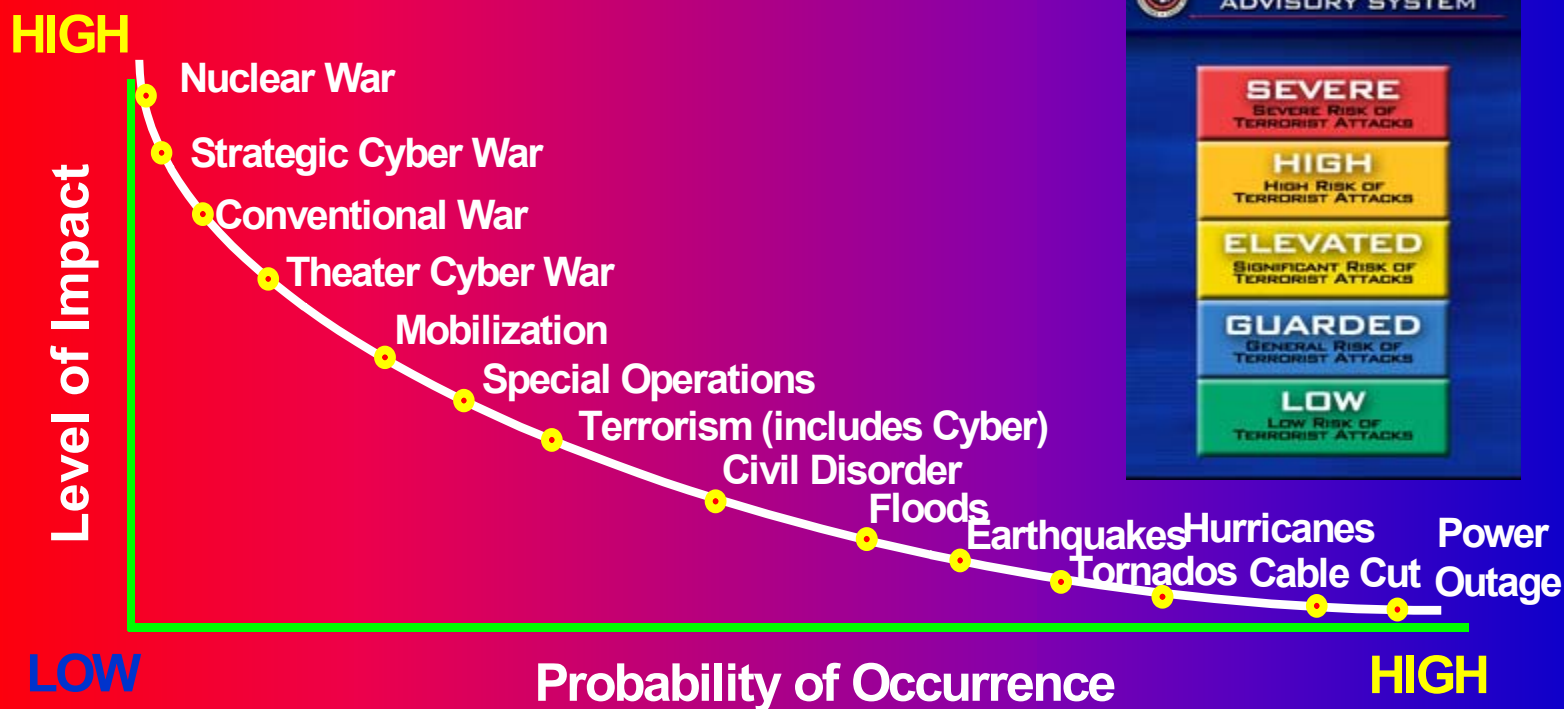 HIGH
Nuclear War
Strategic Cyber War
Conventional War
Theater Cyber War
Mobilization
Special Operations
Terrorism (includes Cyber)
Civil Disorder
Floods
Earthquakes
Hurricanes
Tornados
Cable Cut
Power
Outage
Level of Impact
LOW
Probability of Occurrence
HIGH
ADVISORY SYSTEM
SEVERE
SEVERE RISK OF
TERRORIST ATTACKS
HIGH
HIGH RISK OF
TERRORIST ATTACKS
ELEVATED
SIGNIFICANT RISK OF
TERRORIST ATTACKS
GUARDED
GENERAL RISK OF
TERRORIST ATTACKS
LOW
LOW RISK OF
TERRORIST ATTACKS